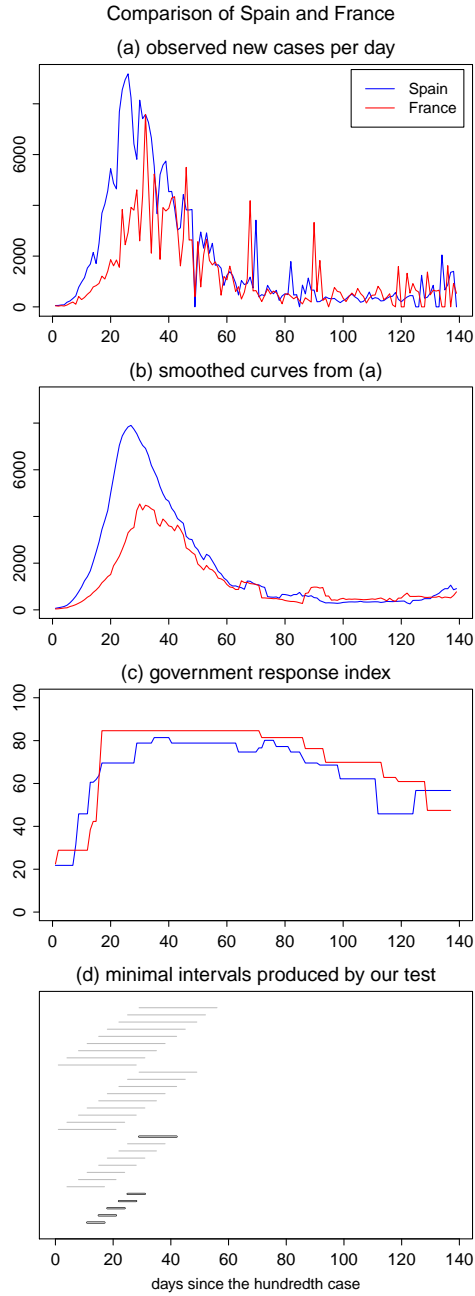 Comparison of Spain and France
(a) observed new cases per day
Spain
France
6000
2000
0
0 20 40 60 80 100 120 140
(b) smoothed curves from (a)
6000
2000
0
0 20 40 60 80 100 120 140
(c) government response index
100
80
60
40
20
0
0 20 40 60 80 100 120 140
(d) minimal intervals produced by our test
0 20 40 60 80 100 120 140
days since the hundredth case